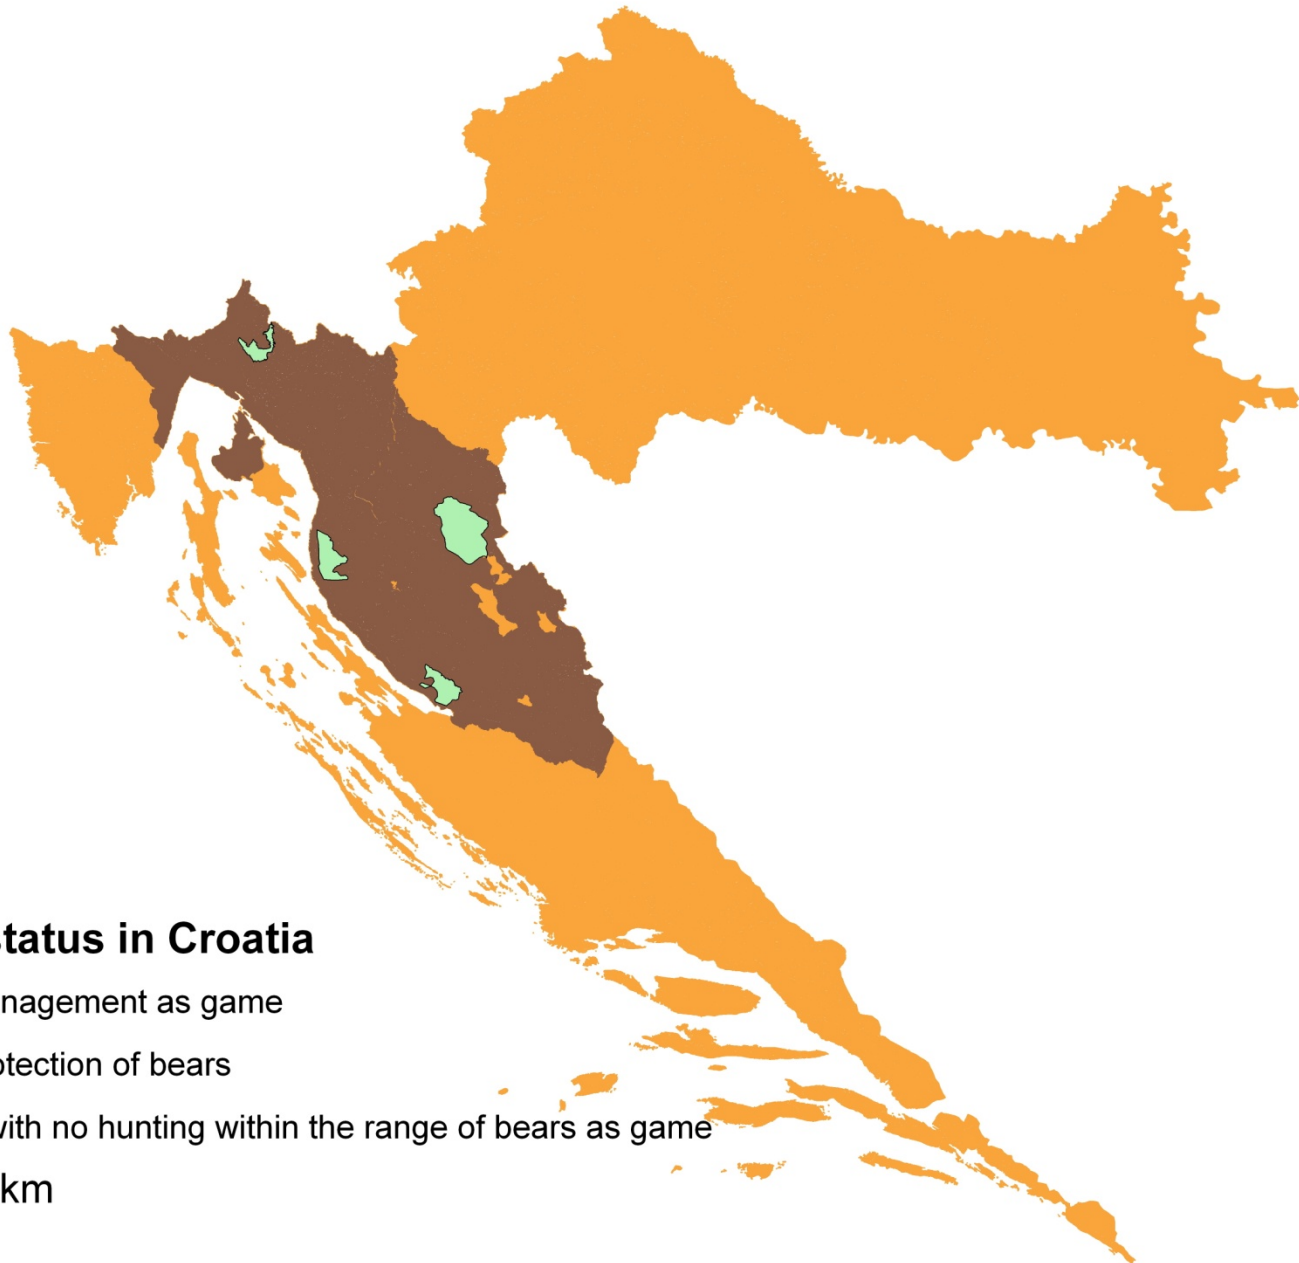 tatus in Croatia
nagement as game
otection of bears
with no hunting within the range of bears as game
km